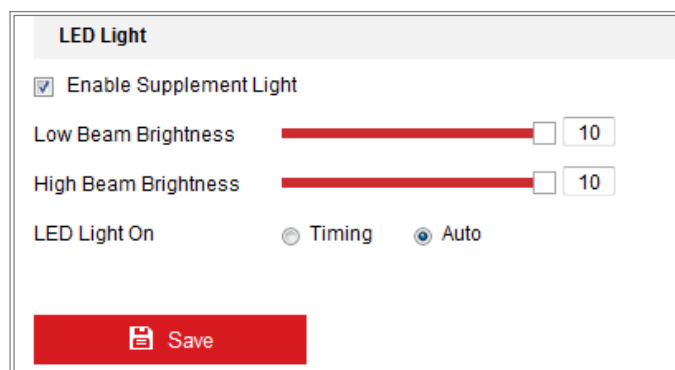 LED Light
Enable Supplement Light
Low Beam Brightness 10
High Beam Brightness 10
LED Light On Timing Auto
Save